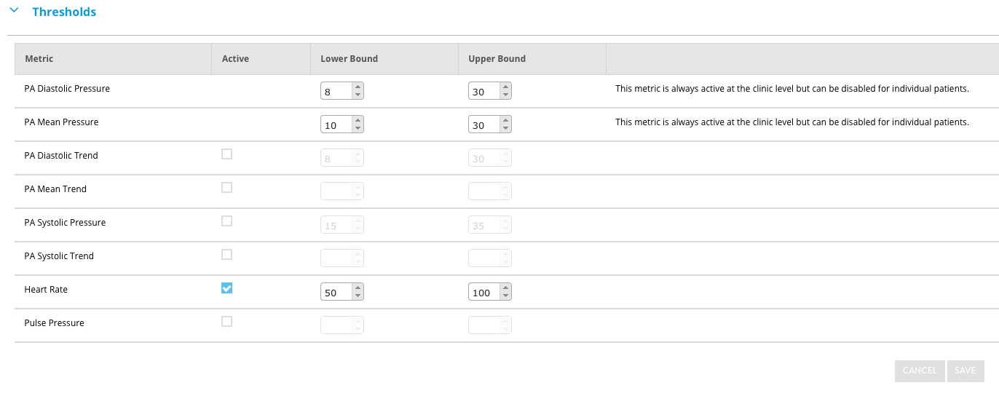 Thresholds
Metric Active Lower Bound Upper Bound
PA Diastolic Pressure 8 30 This metric is always active at the clinic level but can be disabled for individual patients.
PA Mean Pressure 10 30 This metric is always active at the clinic level but can be disabled for individual patients.
PA Diastolic Trend 8 30
PA Mean Trend
PA Systolic Pressure 15 35
PA Systolic Trend
Heart Rate 50 100
Pulse Pressure
CANCEL SAVE